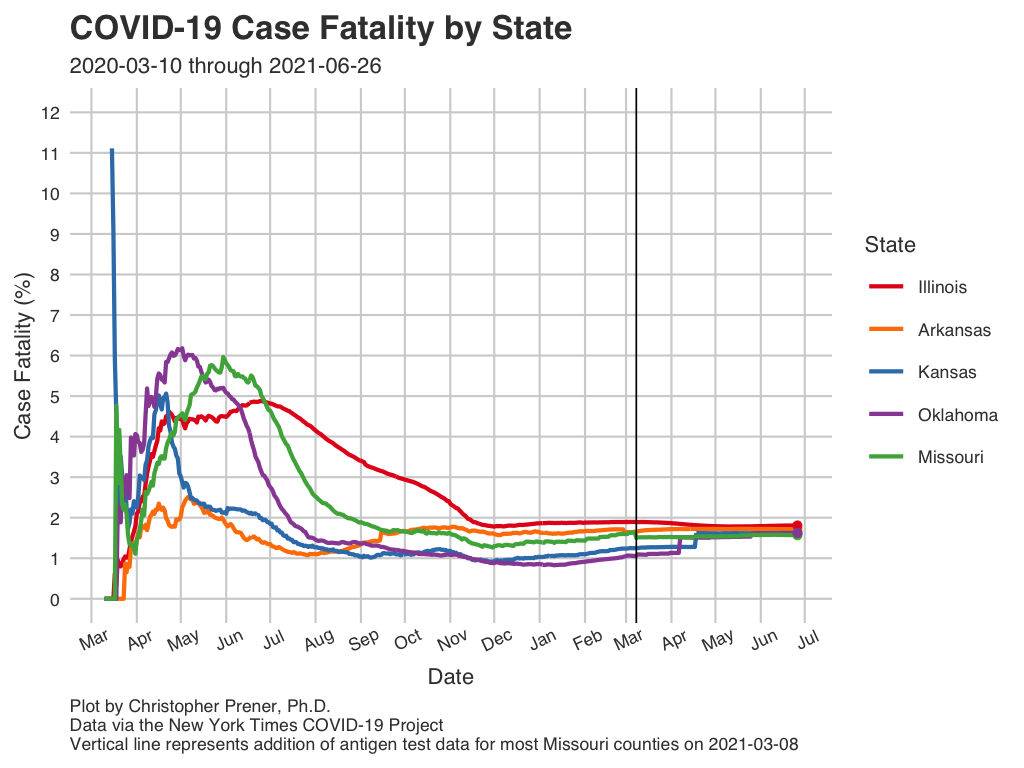 COVID-19 Case Fatality by State
2020-03-10 through 2021-06-26
12
11
10
9
8
7
6
5
4
3
2
1
0
Case Fatality (%)
Mar Apr May Jun Jul Aug Sep Oct Nov Dec Jan Feb Mar Apr May Jun Jul
Date
State
Illinois
Arkansas
Kansas
Oklahoma
Missouri
Plot by Christopher Prener, Ph.D.
Data via the New York Times COVID-19 Project
Vertical line represents addition of antigen test data for most Missouri counties on 2021-03-08